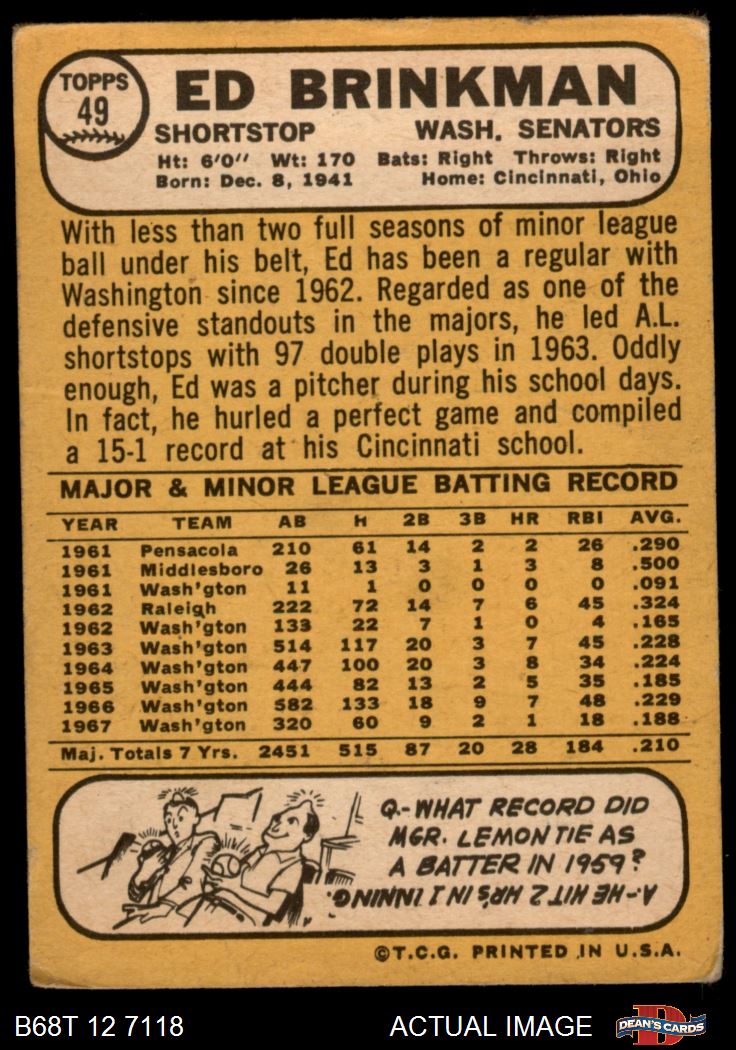 TOPPS
49
ED BRINKMAN
SHORTSTOP WASH. SENATORS
Ht: 6'0" Wt: 170 Bats: Right Throws: Right
Born: Dec. 8, 1941 Home: Cincinnati, Ohio
With less than two full seasons of minor league
ball under his belt, Ed has been a regular with
Washington since 1962. Regarded as one of the
defensive standouts in the majors, he led A.L.
shortstops with 97 double plays in 1963. Oddly
enough, Ed was a pitcher during his school days.
In fact, he hurled a perfect game and compiled
a 15-1 record at his Cincinnati school.
MAJOR & MINOR LEAGUE BATTING RECORD
YEAR TEAM AB H 2B 3B HR RBI AVG.
1961 Pensacola 210 61 14 2 2 26 .290
1961 Middlesboro 26 13 3 1 3 8 .500
1961 Wash'gton 11 1 0 0 0 0 .091
1962 Raleigh 222 72 14 7 6 45 .324
1962 Wash'gton 133 22 7 1 0 4 .165
1963 Wash'gton 514 117 20 3 7 45 .228
1964 Wash'gton 447 100 20 3 8 34 .224
1965 Wash'gton 444 82 13 2 5 35 .185
1966 Wash'gton 582 133 18 9 7 48 .229
1967 Wash'gton 320 60 9 2 1 18 .188
Maj. Totals 7 Yrs. 2451 515 87 20 28 184 .210
Q.-WHAT RECORD DID
MGR. LEMON TIE AS
A BATTER IN 1959?
A.-HE HIT 2 HR'S IN 1 INNING.
©T.C.G. PRINTED IN U.S.A.
B68T 12 7118 ACTUAL IMAGE DEAN'S CARDS